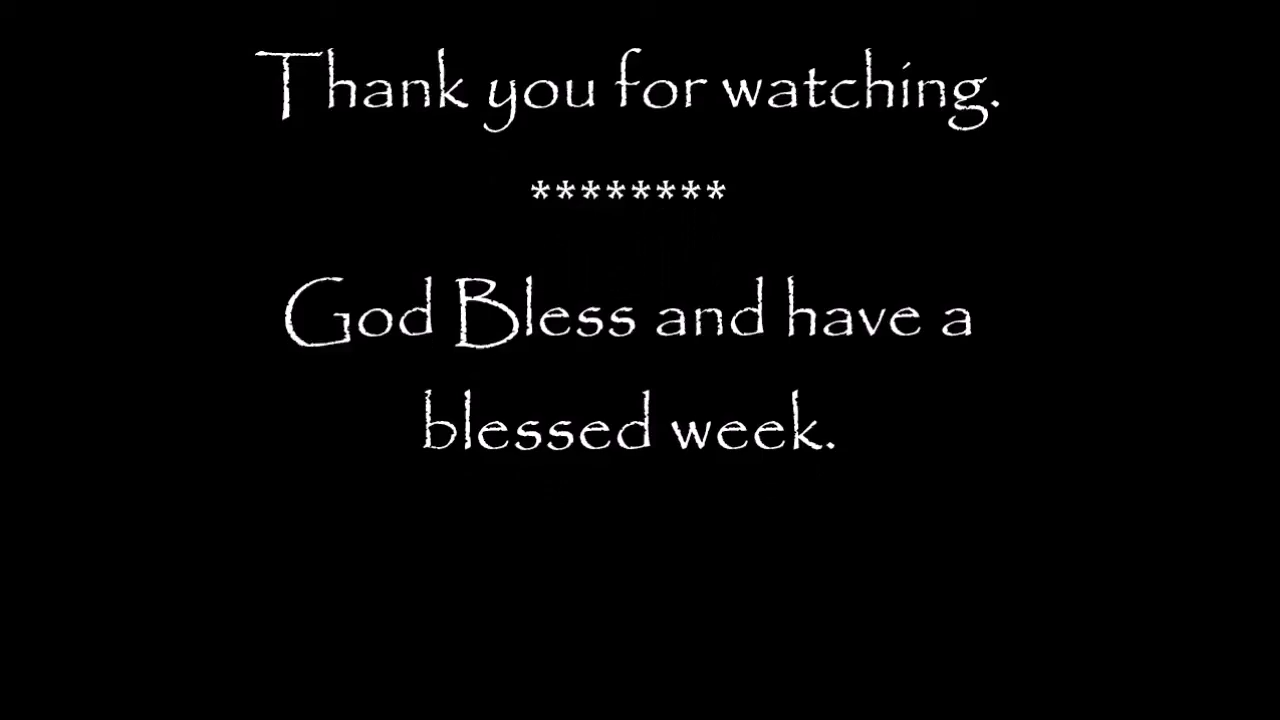 Thank you for watching.
********
God Bless and have a
blessed week.